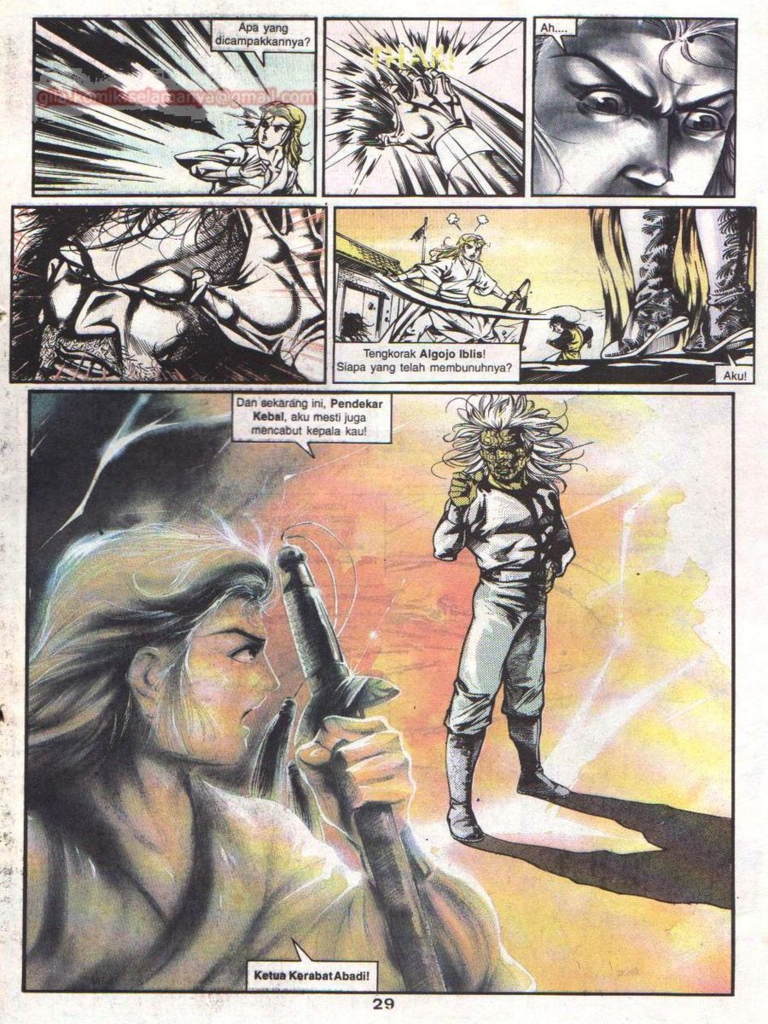 Apa yang
dicampakkannya?
THAK!
Ah....
Tengkorak Algojo Iblis!
Siapa yang telah membunuhnya?
Aku!
Dan sekarang ini, Pendekar
Kebal, aku mesti juga
mencabut kepala kau!
Ketua Kerabat Abadi!
29